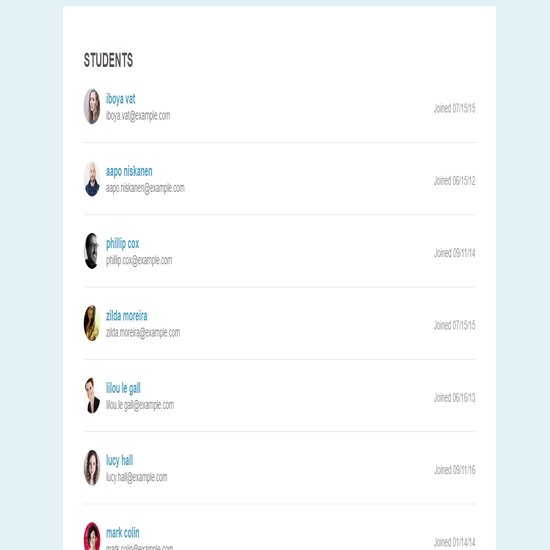 STUDENTS
iboya vat
iboya.vat@example.com
Joined 07/15/15
aapo niskanen
aapo.niskanen@example.com
Joined 06/15/12
phillip cox
phillip.cox@example.com
Joined 09/11/14
zilda moreira
zilda.moreira@example.com
Joined 07/15/15
lilou le gall
lilou.le gall@example.com
Joined 06/16/13
lucy hall
lucy.hall@example.com
Joined 09/11/16
mark colin
mark.colin@example.com
Joined 01/14/14